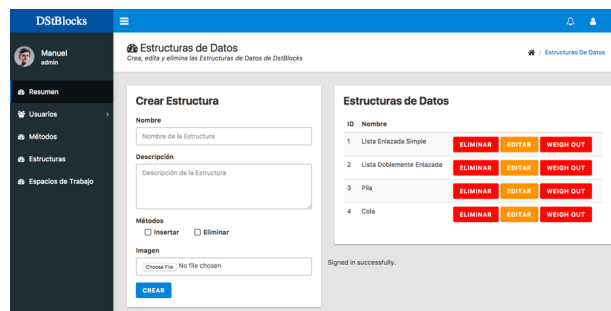 DStBlocks
Manuel
admin
Resumen
Usuarios
Métodos
Estructuras
Espacios de Trabajo
Estructuras de Datos
Crea, edita y elimina las Estructuras de Datos de DstBlocks
/ Estructuras De Datos
Crear Estructura
Nombre
Nombre de la Estructura
Descripción
Descripción de la Estructura
Métodos
Insertar Eliminar
Imagen
Choose File No file chosen
CREAR
Estructuras de Datos
ID Nombre
1 Lista Enlazada Simple ELIMINAR EDITAR WEIGH OUT
2 Lista Doblemente Enlazada ELIMINAR EDITAR WEIGH OUT
3 Pila ELIMINAR EDITAR WEIGH OUT
4 Cola ELIMINAR EDITAR WEIGH OUT
Signed in successfully.